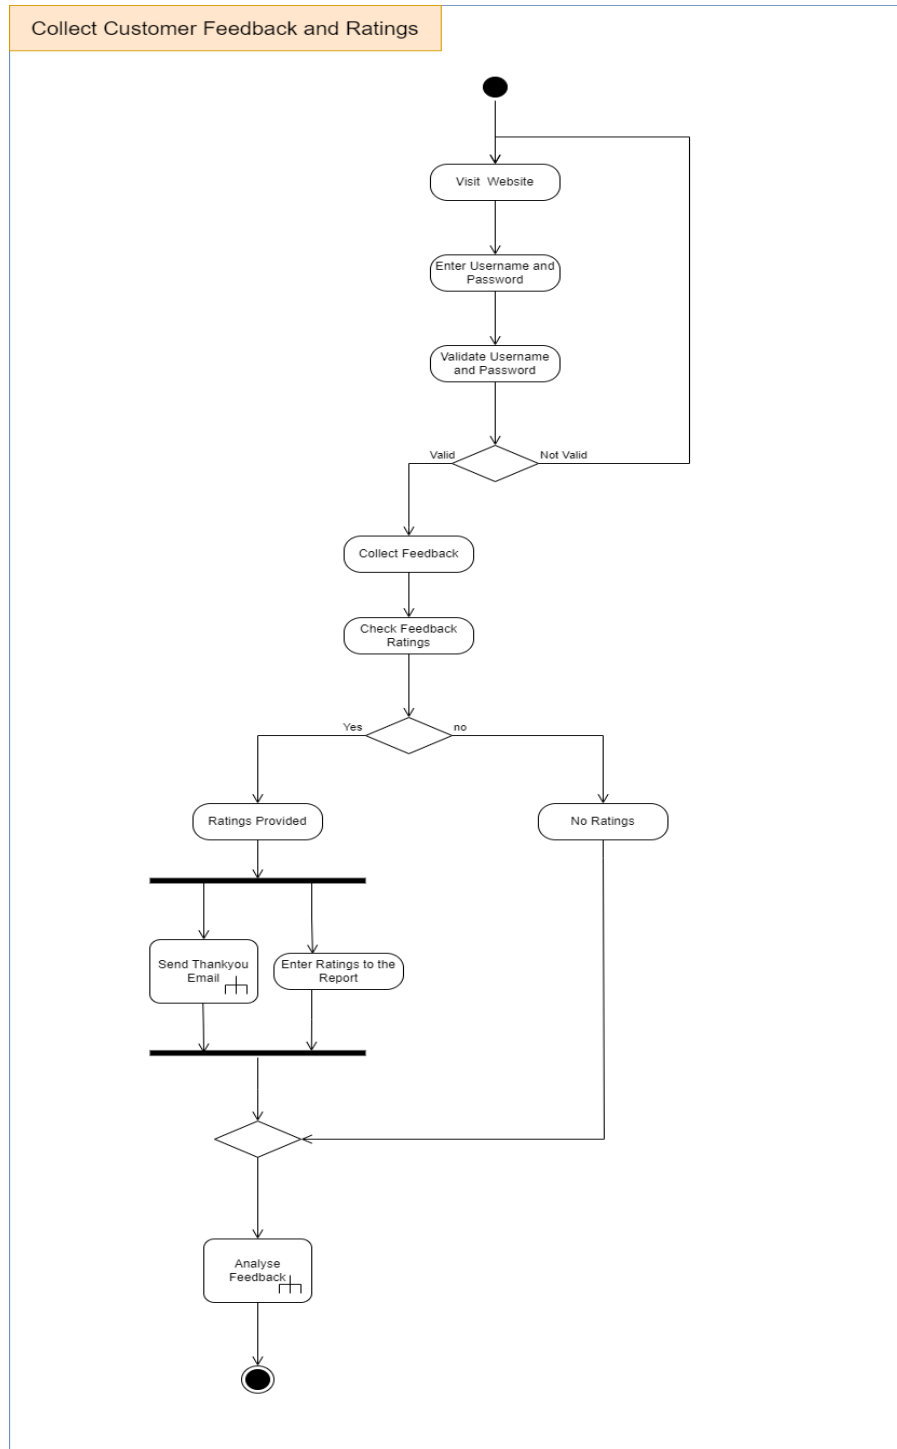 Collect Customer Feedback and Ratings
Visit Website
Enter Username and
Password
Validate Username
and Password
Valid
Not Valid
Collect Feedback
Check Feedback
Ratings
Yes
no
Ratings Provided
No Ratings
Send Thankyou
Email
Enter Ratings to the
Report
Analyse
Feedback